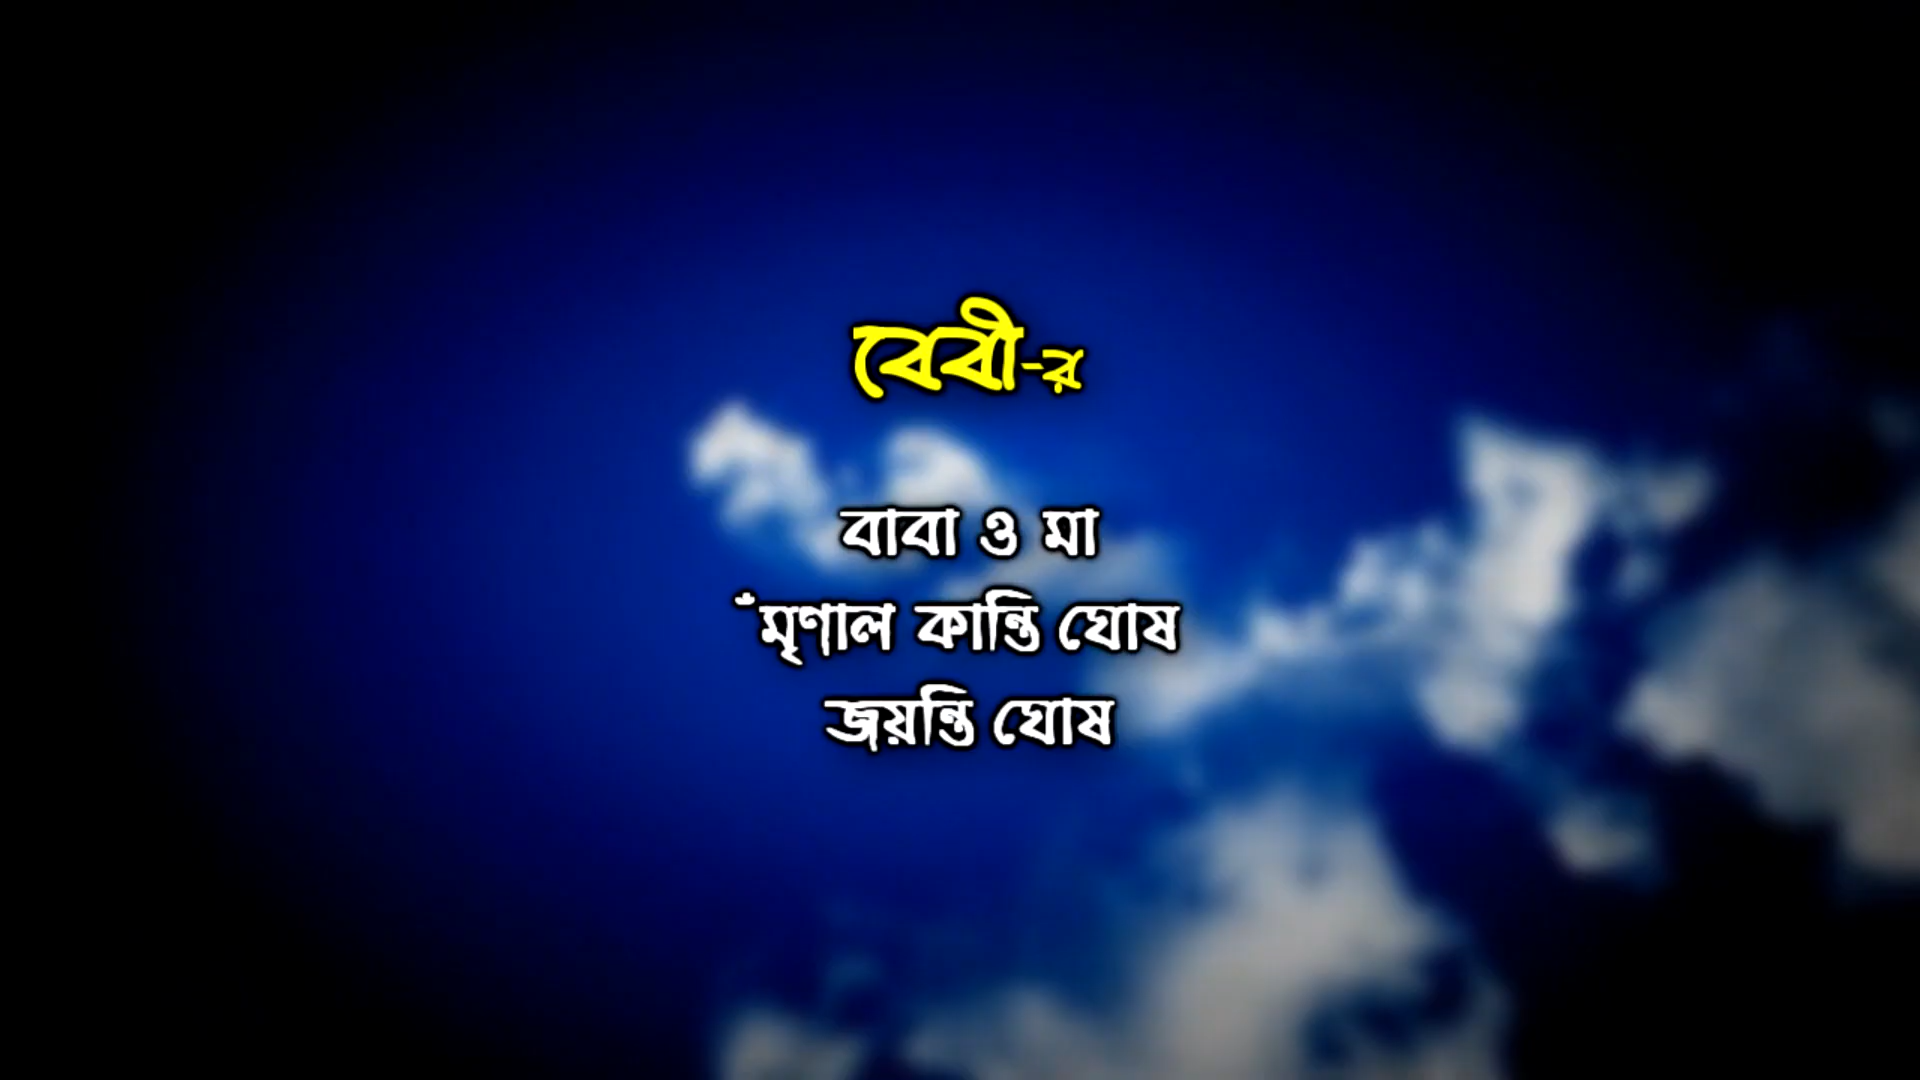 বেবী-র
বাবা ও মা
ঁমৃণাল কান্তি ঘোষ
জয়ন্তি ঘোষ